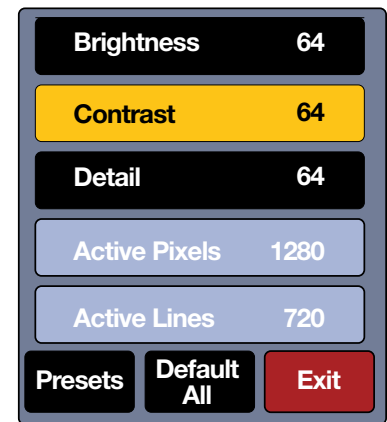 Brightness 64
Contrast 64
Detail 64
Active Pixels 1280
Active Lines 720
Presets Default All Exit